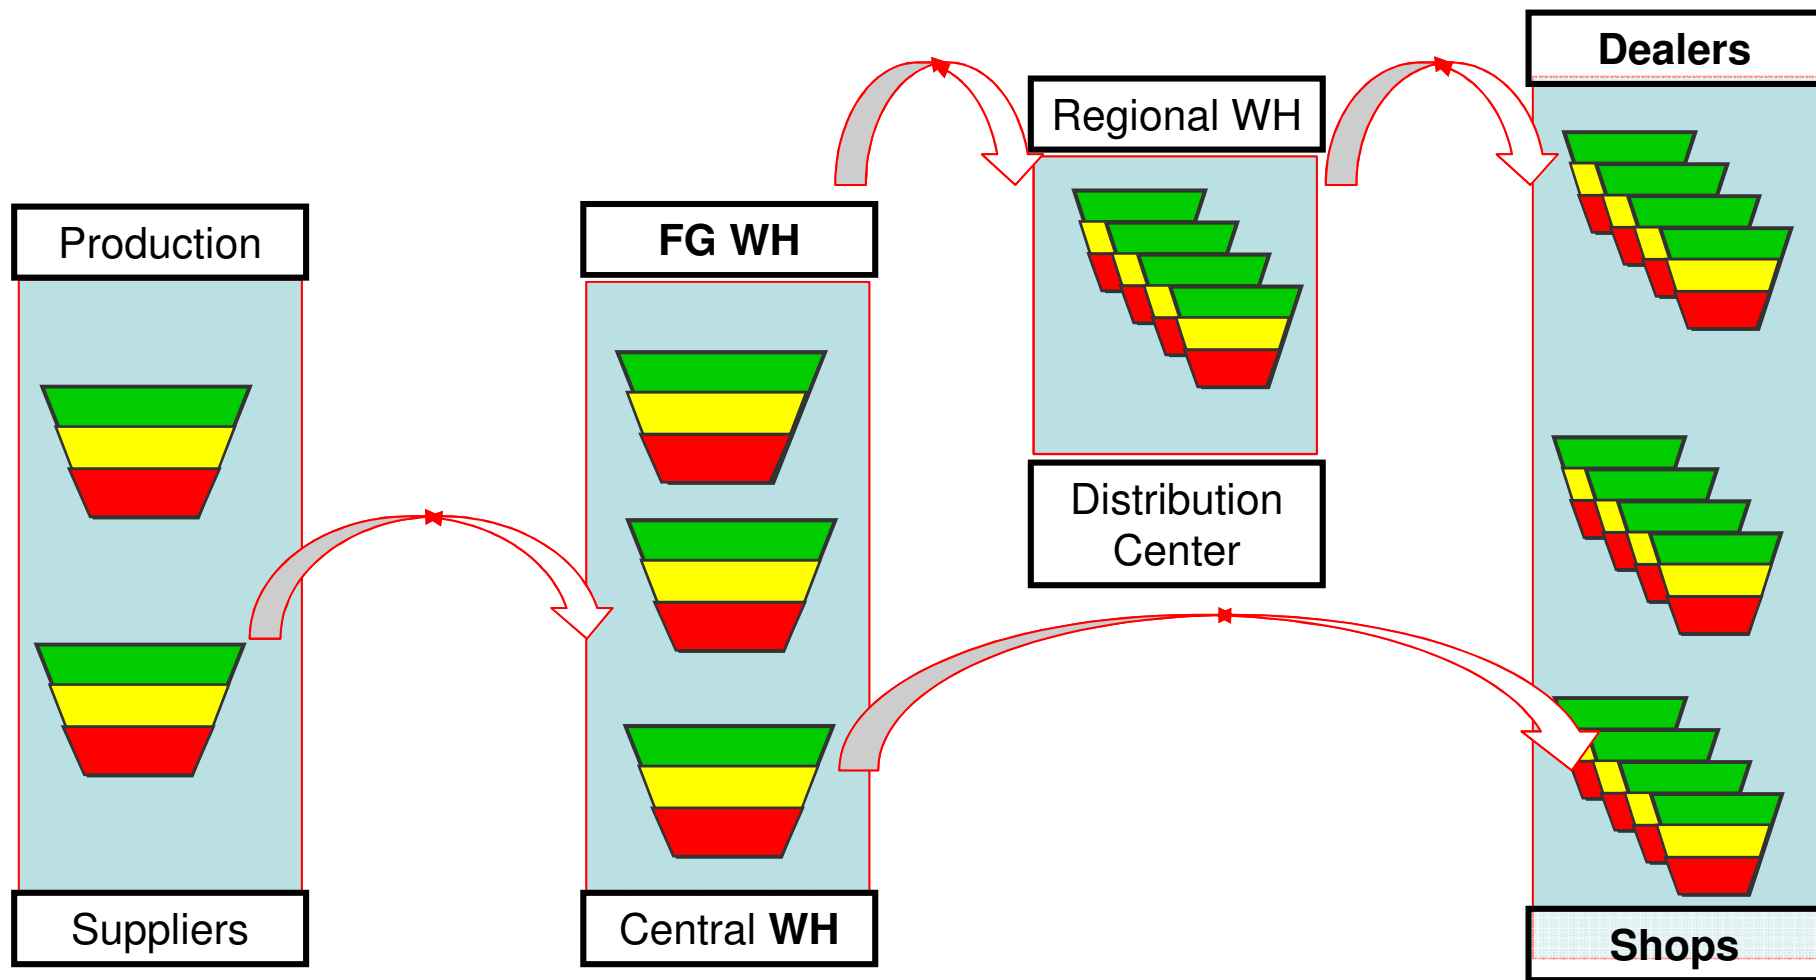 Dealers
Regional WH
Production
FG WH
Distribution
Center
Suppliers
Central WH
Shops